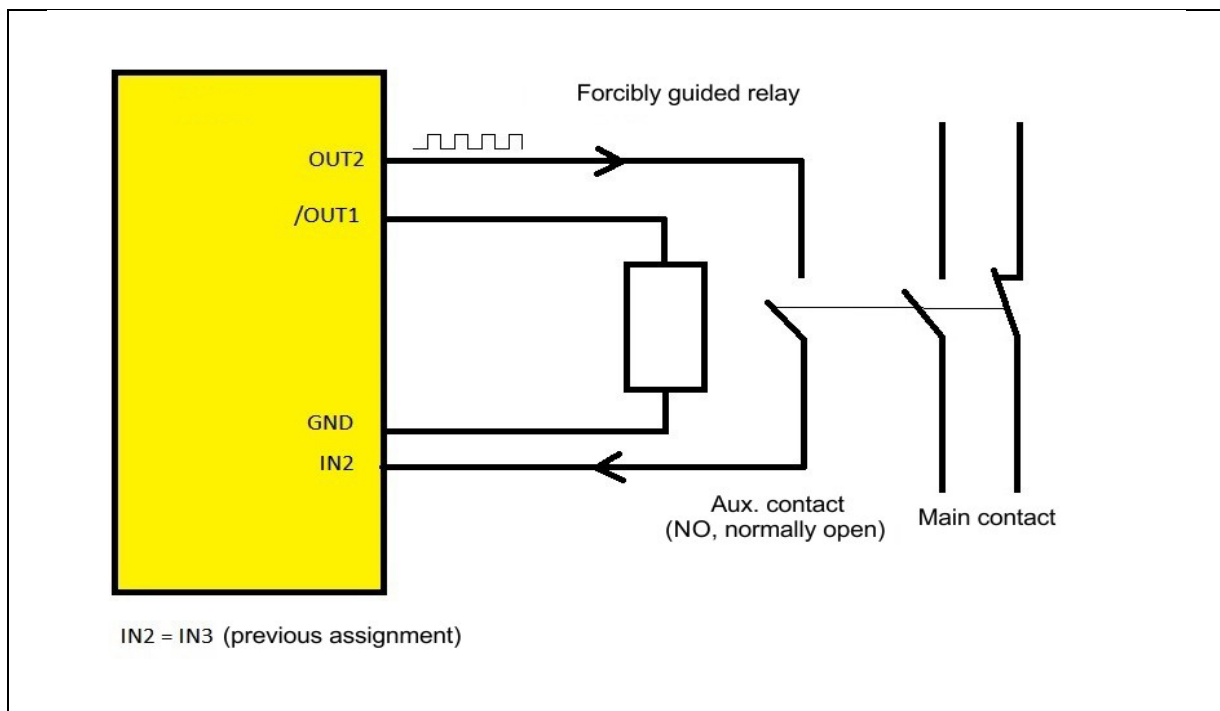 Forcibly guided relay
OUT2
/OUT1
GND
IN2
Aux. contact
(NO, normally open)
Main contact
IN2 = IN3 (previous assignment)